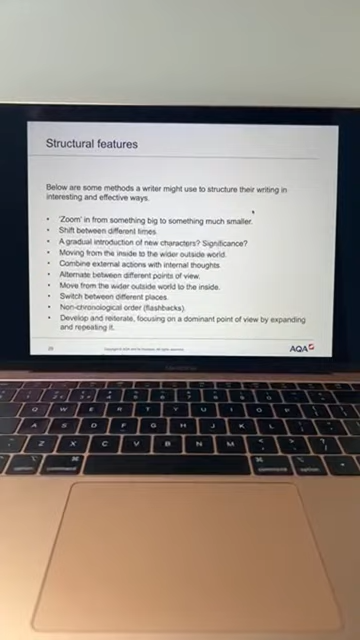 Structural features
Below are some methods a writer might use to structure their writing in
interesting and effective ways.
• 'Zoom' in from something big to something much smaller.
• Shift between different times.
• A gradual introduction of new characters? Significance?
• Moving from the inside to the wider outside world.
• Combine external actions with internal thoughts.
• Alternate between different points of view.
• Move from the wider outside world to the inside.
• Switch between different places.
• Non-chronological order (flashbacks).
• Develop and reiterate, focusing on a dominant point of view by expanding
and repeating it.
AQA
Q W E R T Y U I O P
A S D F G H J K L
Z X C V B N M
command command option